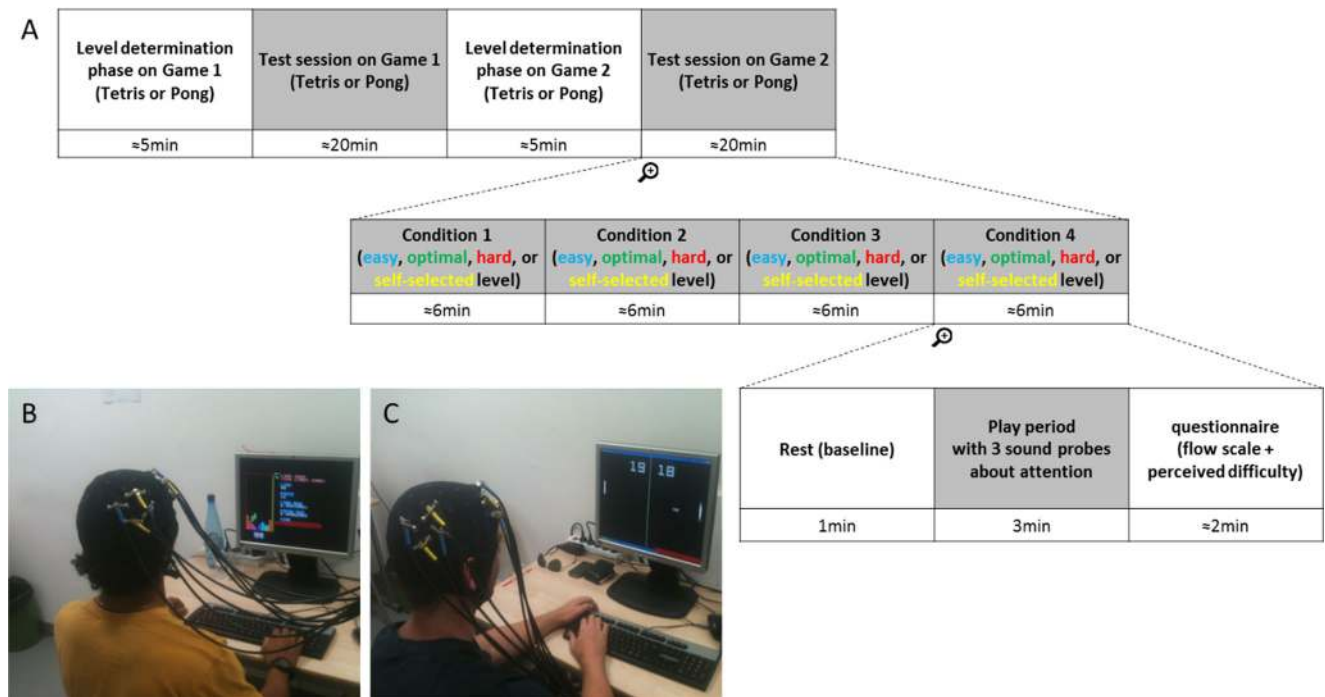 A
Level determination
phase on Game 1
(Tetris or Pong)
≈5min
Test session on Game 1
(Tetris or Pong)
≈20min
Level determination
phase on Game 2
(Tetris or Pong)
≈5min
Test session on Game 2
(Tetris or Pong)
≈20min
Condition 1
(easy, optimal, hard, or
self-selected level)
≈6min
Condition 2
(easy, optimal, hard, or
self-selected level)
≈6min
Condition 3
(easy, optimal, hard, or
self-selected level)
≈6min
Condition 4
(easy, optimal, hard, or
self-selected level)
≈6min
Rest (baseline)
1min
Play period
with 3 sound probes
about attention
3min
questionnaire
(flow scale +
perceived difficulty)
≈2min
B
C
19 18